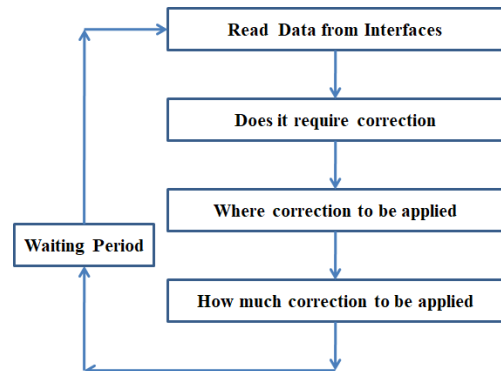 Read Data from Interfaces
Does it require correction
Where correction to be applied
Waiting Period
How much correction to be applied